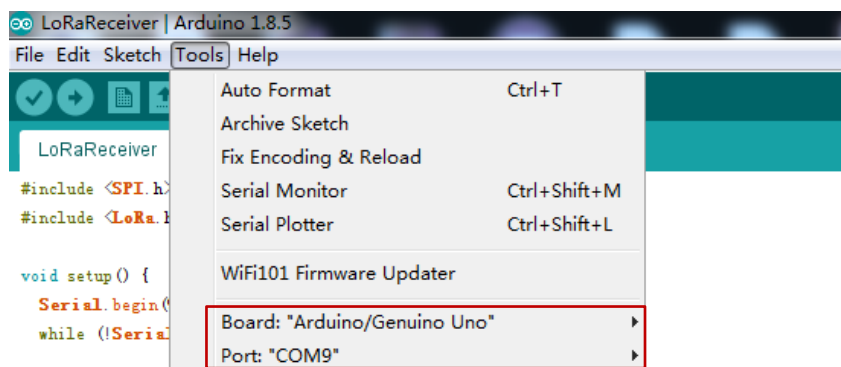 LoRaReceiver | Arduino 1.8.5
File Edit Sketch Tools Help
Auto Format Ctrl+T
Archive Sketch
LoRaReceiver
Fix Encoding & Reload
#include <SPI.h>
Serial Monitor Ctrl+Shift+M
#include <LoRa.h
Serial Plotter Ctrl+Shift+L
void setup() {
WiFi101 Firmware Updater
Serial.begin(
Board: "Arduino/Genuino Uno"
while (!Serial
Port: "COM9"